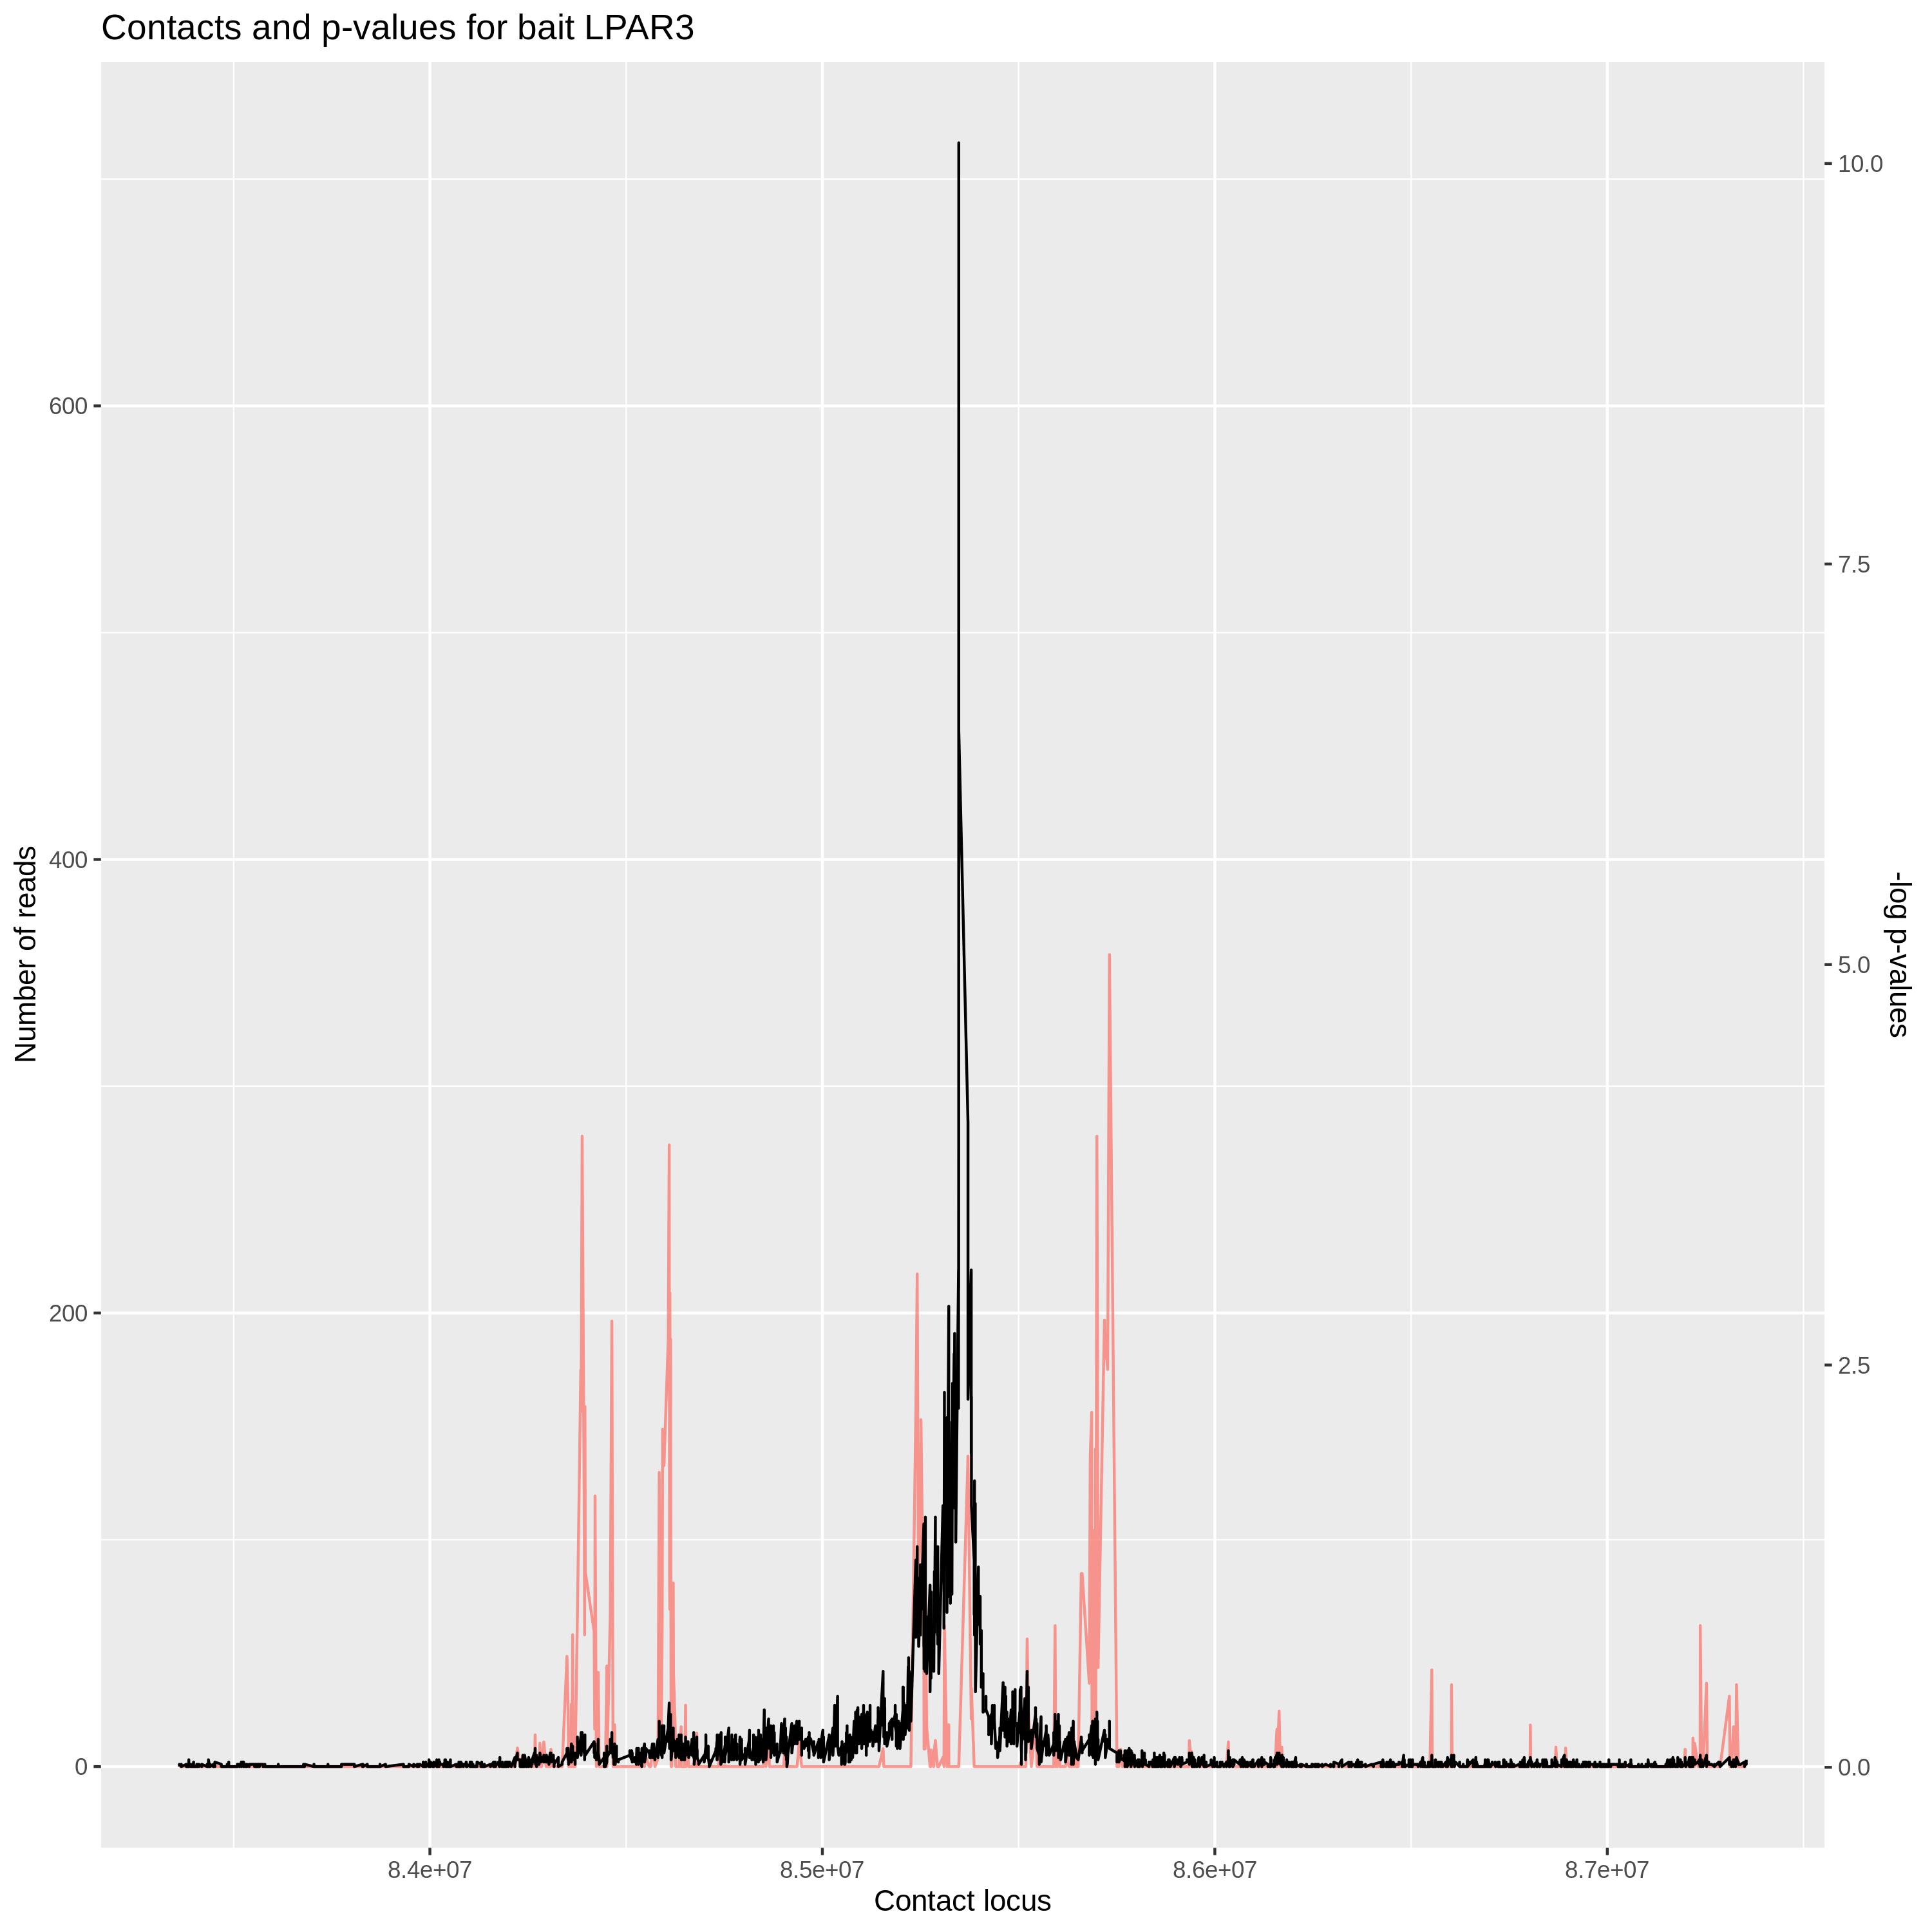 Contacts and p-values for bait LPAR3
600
400
200
0
Number of reads
10.0
7.5
5.0
2.5
0.0
-log p-values
8.4e+07
8.5e+07
8.6e+07
8.7e+07
Contact locus